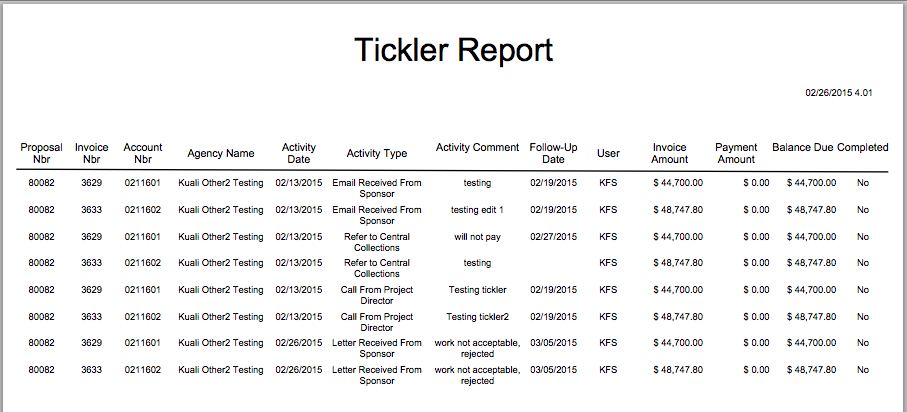 Tickler Report
02/26/2015 4.01
Proposal Nbr Invoice Nbr Account Nbr Agency Name Activity Date Activity Type Activity Comment Follow-Up Date User Invoice Amount Payment Amount Balance Due Completed
80082 3629 0211601 Kuali Other2 Testing 02/13/2015 Email Received From testing 02/19/2015 KFS $ 44,700.00 $ 0.00 $ 44,700.00 No
Sponsor
80082 3633 0211602 Kuali Other2 Testing 02/13/2015 Email Received From testing edit 1 02/19/2015 KFS $ 48,747.80 $ 0.00 $ 48,747.80 No
Sponsor
80082 3629 0211601 Kuali Other2 Testing 02/13/2015 Refer to Central will not pay 02/27/2015 KFS $ 44,700.00 $ 0.00 $ 44,700.00 No
Collections
80082 3633 0211602 Kuali Other2 Testing 02/13/2015 Refer to Central testing KFS $ 48,747.80 $ 0.00 $ 48,747.80 No
Collections
80082 3629 0211601 Kuali Other2 Testing 02/13/2015 Call From Project Testing tickler 02/19/2015 KFS $ 44,700.00 $ 0.00 $ 44,700.00 No
Director
80082 3633 0211602 Kuali Other2 Testing 02/13/2015 Call From Project Testing tickler2 02/19/2015 KFS $ 48,747.80 $ 0.00 $ 48,747.80 No
Director
80082 3629 0211601 Kuali Other2 Testing 02/26/2015 Letter Received From work not acceptable, 03/05/2015 KFS $ 44,700.00 $ 0.00 $ 44,700.00 No
Sponsor rejected
80082 3633 0211602 Kuali Other2 Testing 02/26/2015 Letter Received From work not acceptable, 03/05/2015 KFS $ 48,747.80 $ 0.00 $ 48,747.80 No
Sponsor rejected